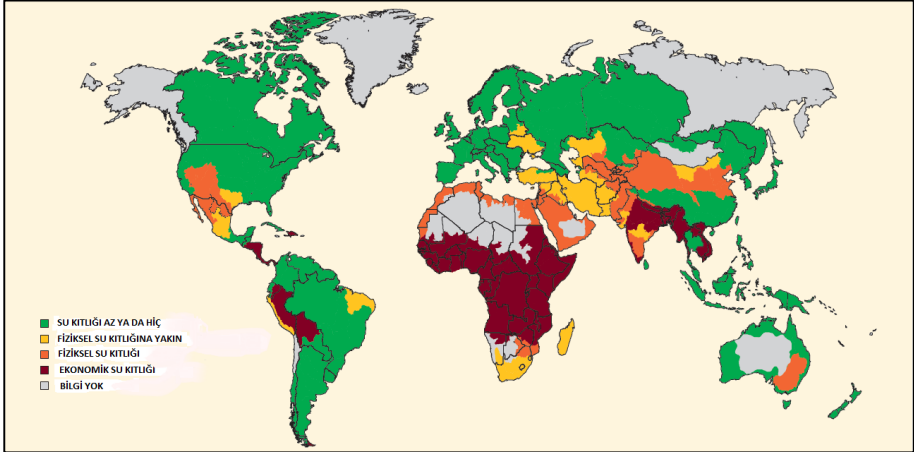 SU KITLIĞI AZ YA DA HİÇ
FİZİKSEL SU KITLIĞINA YAKIN
FİZİKSEL SU KITLIĞI
EKONOMİK SU KITLIĞI
BİLGİ YOK